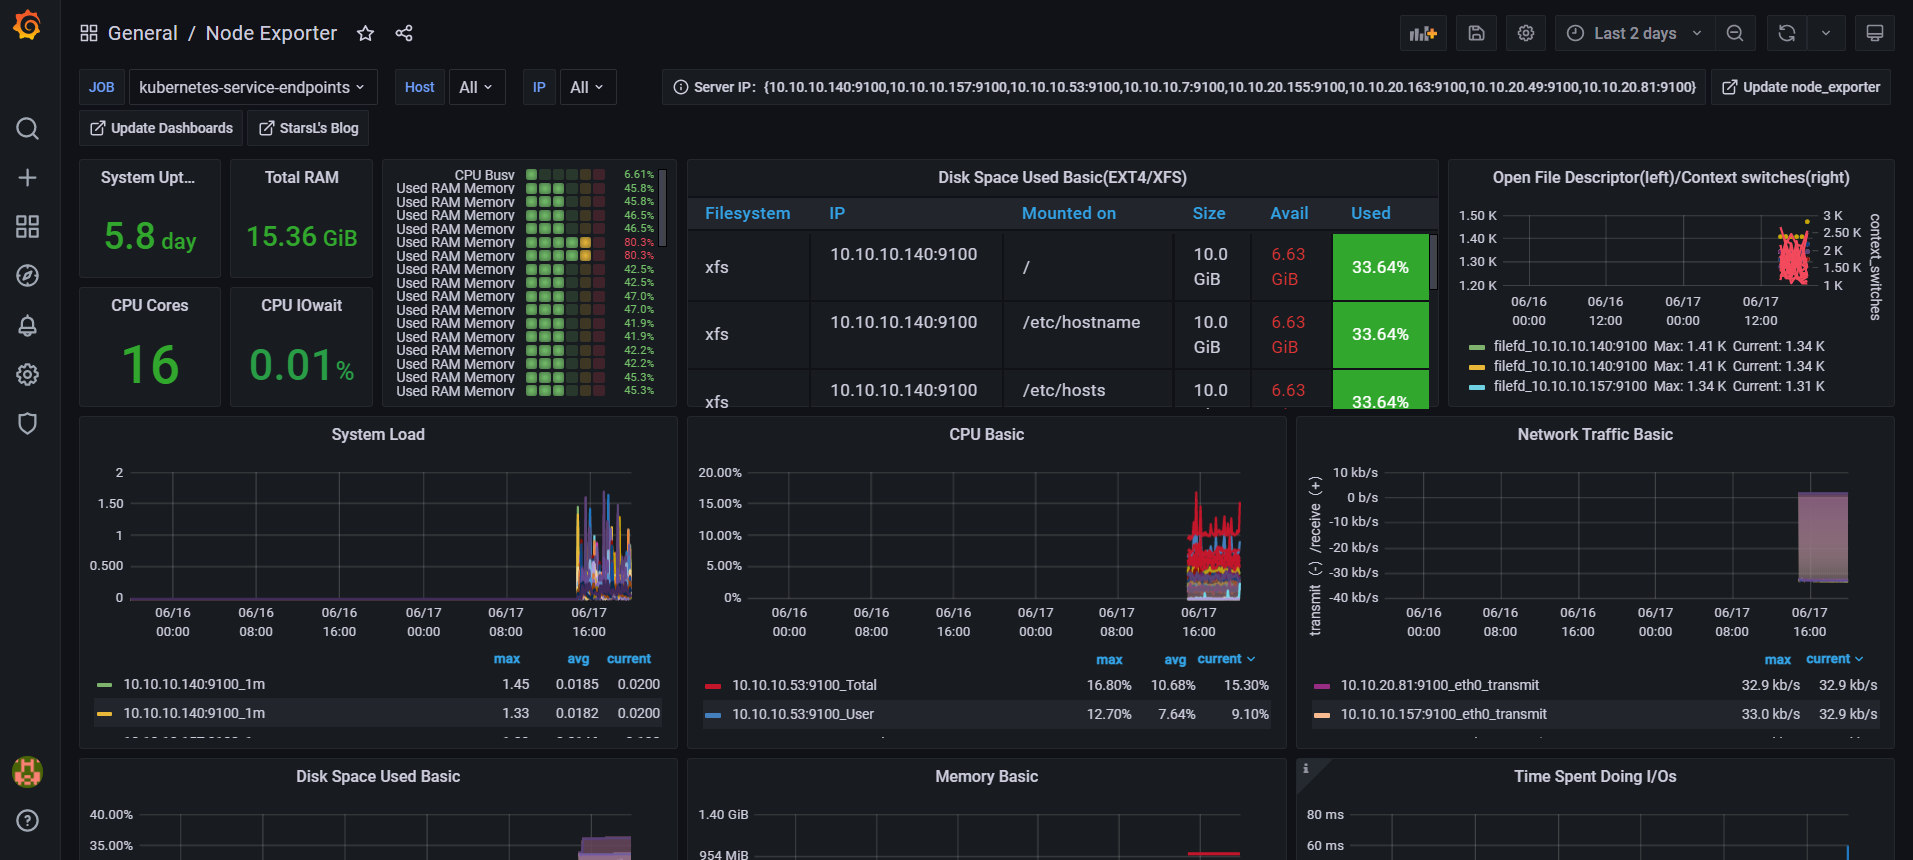 General / Node Exporter
Last 2 days
JOB kubernetes-service-endpoints Host All IP All
Server IP: {10.10.10.140:9100,10.10.10.157:9100,10.10.10.53:9100,10.10.10.7:9100,10.10.20.155:9100,10.10.20.163:9100,10.10.20.49:9100,10.10.20.81:9100}
Update node_exporter
Update Dashboards StarsL's Blog
System Upt...
5.8 day
Total RAM
15.36 GiB
CPU Cores
16
CPU IOwait
0.01%
CPU Busy 6.61%
Used RAM Memory 45.8%
Used RAM Memory 45.8%
Used RAM Memory 46.5%
Used RAM Memory 46.5%
Used RAM Memory 80.3%
Used RAM Memory 80.3%
Used RAM Memory 42.5%
Used RAM Memory 42.5%
Used RAM Memory 47.0%
Used RAM Memory 47.0%
Used RAM Memory 41.9%
Used RAM Memory 41.9%
Used RAM Memory 42.2%
Used RAM Memory 42.2%
Used RAM Memory 45.3%
Used RAM Memory 45.3%
Disk Space Used Basic(EXT4/XFS)
Filesystem IP Mounted on Size Avail Used
xfs 10.10.10.140:9100 / 10.0 GiB 6.63 GiB 33.64%
xfs 10.10.10.140:9100 /etc/hostname 10.0 GiB 6.63 GiB 33.64%
xfs 10.10.10.140:9100 /etc/hosts 10.0 6.63 33.64%
Open File Descriptor(left)/Context switches(right)
1.50 K
1.40 K
1.30 K
1.20 K
3 K
2.50 K
2 K
1.50 K
1 K
context_switches
06/16 06/16 06/17 06/17
00:00 12:00 00:00 12:00
filefd_10.10.10.140:9100 Max: 1.41 K Current: 1.34 K
filefd_10.10.10.140:9100 Max: 1.41 K Current: 1.34 K
filefd_10.10.10.157:9100 Max: 1.34 K Current: 1.31 K
System Load
2
1.50
1
0.500
0
06/16 06/16 06/16 06/17 06/17 06/17
00:00 08:00 16:00 00:00 08:00 16:00
max avg current
10.10.10.140:9100_1m 1.45 0.0185 0.0200
10.10.10.140:9100_1m 1.33 0.0182 0.0200
CPU Basic
20.00%
15.00%
10.00%
5.00%
0%
06/16 06/16 06/16 06/17 06/17 06/17
00:00 08:00 16:00 00:00 08:00 16:00
max avg current
10.10.10.53:9100_Total 16.80% 10.68% 15.30%
10.10.10.53:9100_User 12.70% 7.64% 9.10%
Network Traffic Basic
transmit (-) /receive (+)
10 kb/s
0 b/s
-10 kb/s
-20 kb/s
-30 kb/s
-40 kb/s
06/16 06/16 06/16 06/17 06/17 06/17
00:00 08:00 16:00 00:00 08:00 16:00
max current
10.10.20.81:9100_eth0_transmit 32.9 kb/s 32.9 kb/s
10.10.10.157:9100_eth0_transmit 33.0 kb/s 32.9 kb/s
Disk Space Used Basic
40.00%
35.00%
Memory Basic
1.40 GiB
954 MiB
Time Spent Doing I/Os
80 ms
60 ms